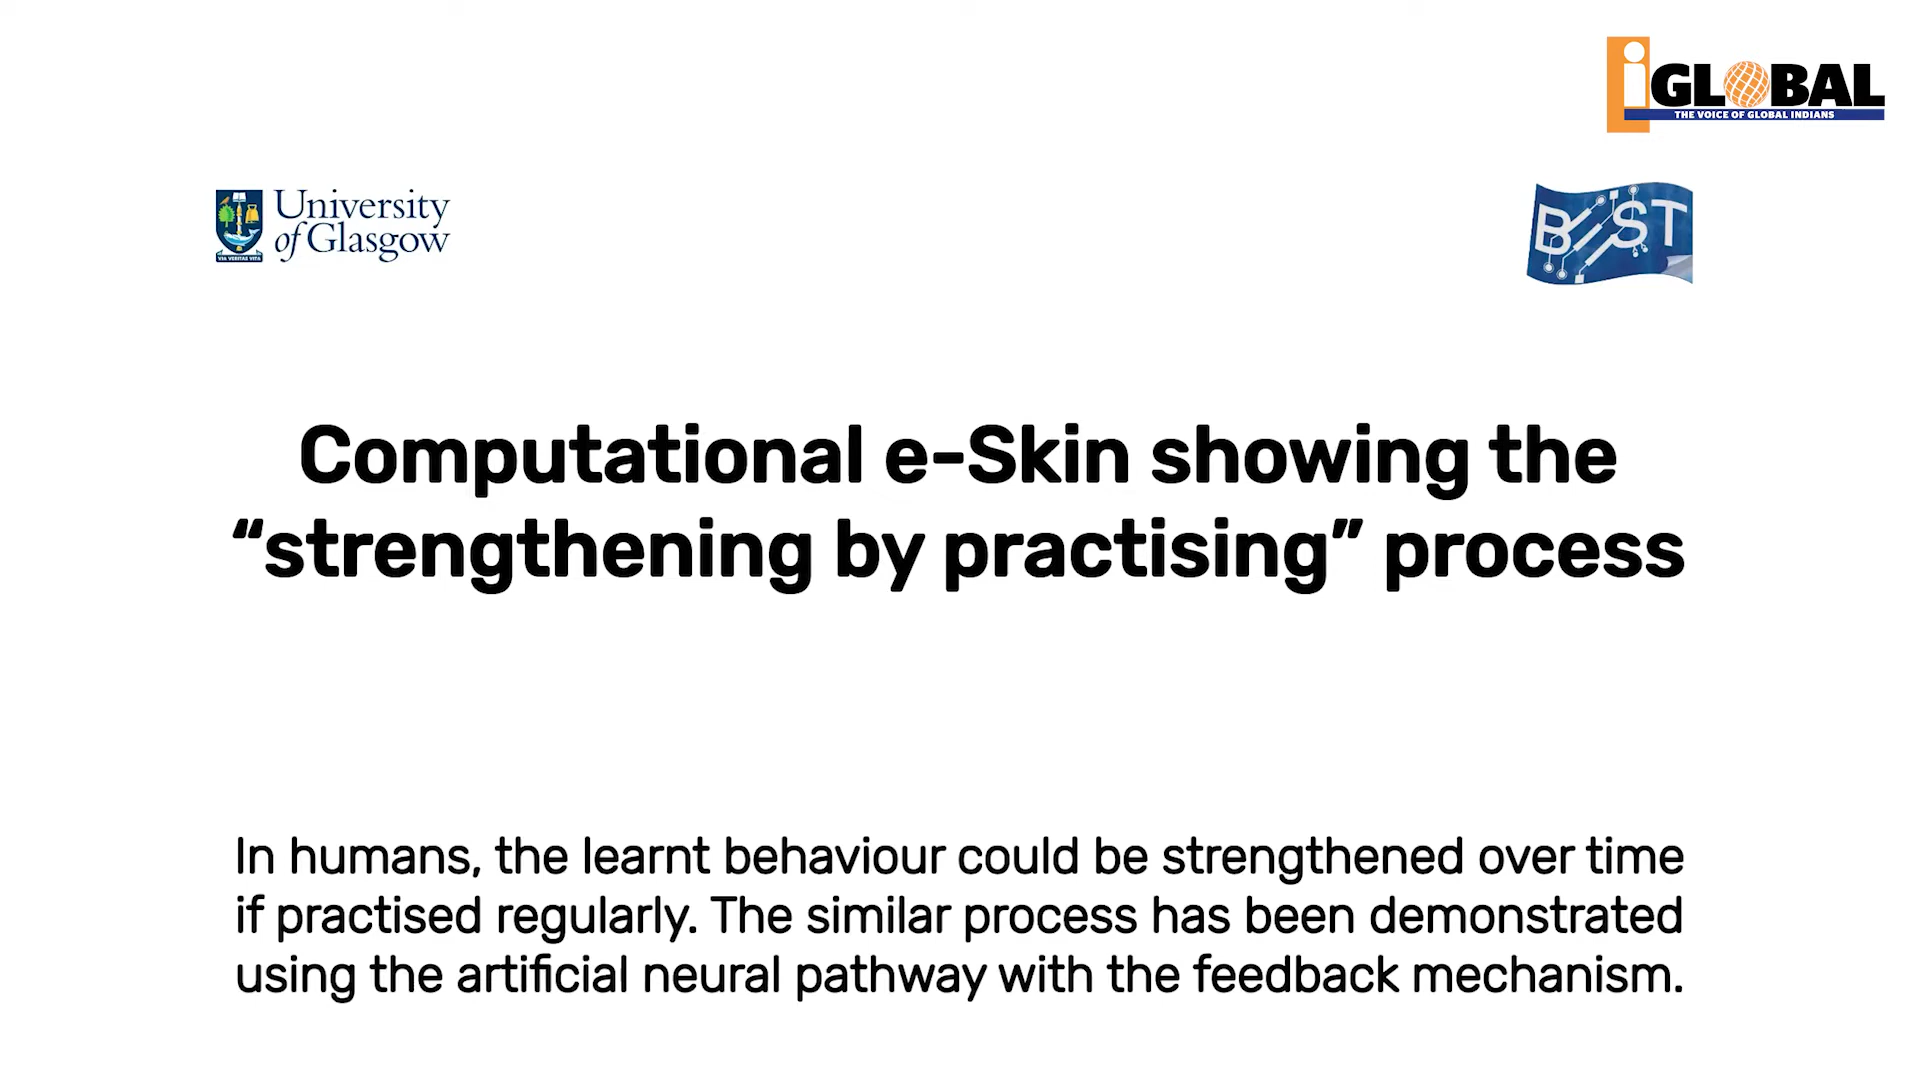 iGLOBAL
THE VOICE OF GLOBAL INDIANS
University
of Glasgow
VIA VERITAS VITA
BEST
Computational e-Skin showing the
“strengthening by practising” process
In humans, the learnt behaviour could be strengthened over time
if practised regularly. The similar process has been demonstrated
using the artificial neural pathway with the feedback mechanism.